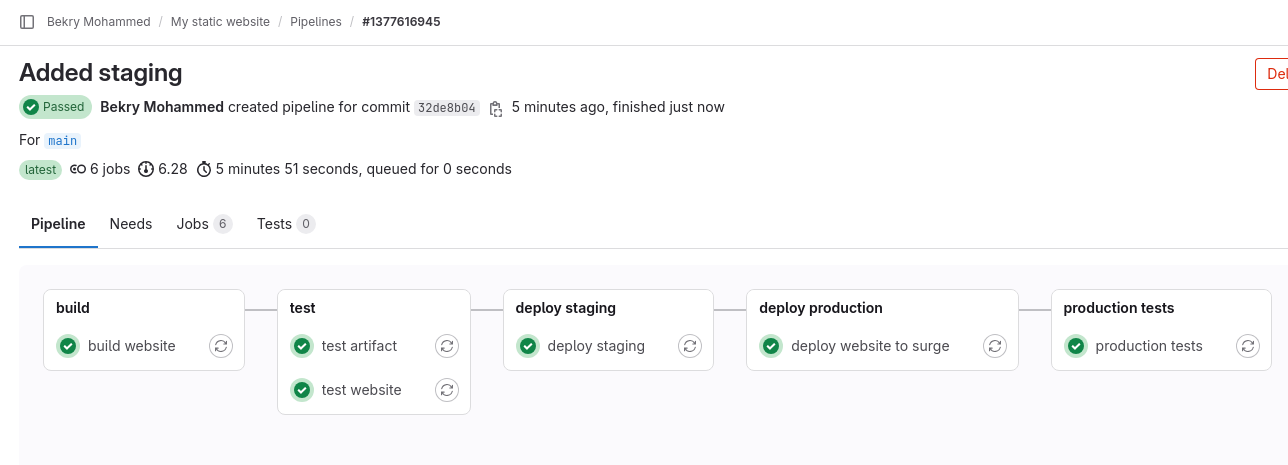 Bekry Mohammed / My static website / Pipelines / #1377616945
Added staging
Del
Passed Bekry Mohammed created pipeline for commit 32de8b04 5 minutes ago, finished just now
For main
latest 6 jobs 6.28 5 minutes 51 seconds, queued for 0 seconds
Pipeline Needs Jobs 6 Tests 0
build test deploy staging deploy production production tests
build website test artifact deploy staging deploy website to surge production tests
test website